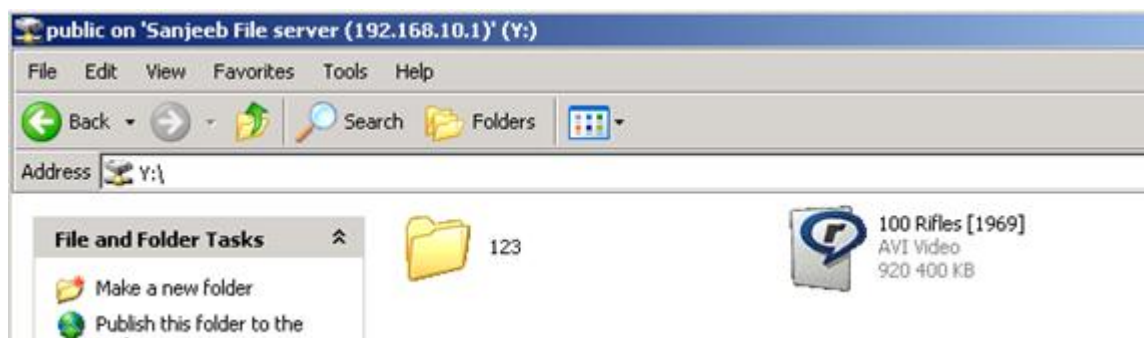 public on 'Sanjeeb File server (192.168.10.1)' (Y:)
File Edit View Favorites Tools Help
Back Search Folders
Address Y:\
File and Folder Tasks
Make a new folder
Publish this folder to the
123
100 Rifles [1969]
AVI Video
920 400 KB